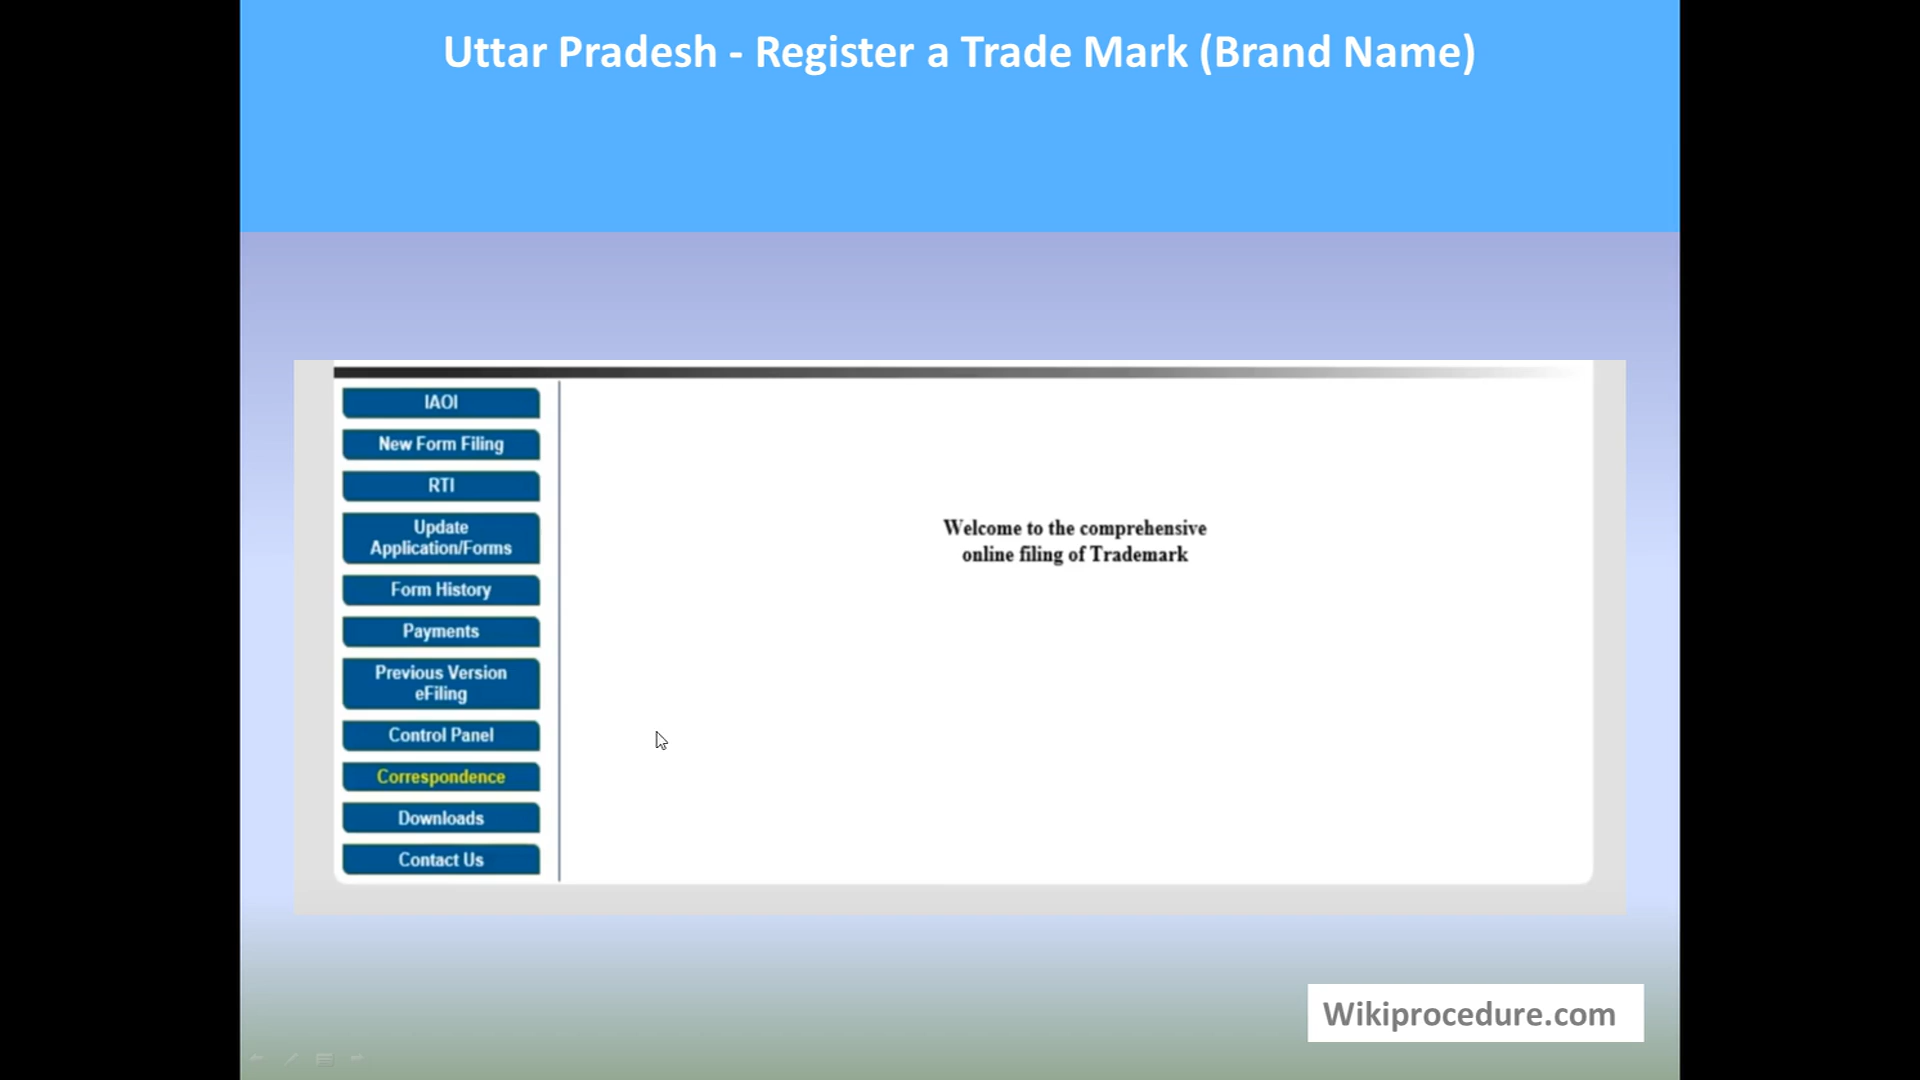 Uttar Pradesh - Register a Trade Mark (Brand Name)
IAOI
New Form Filing
RTI
Update
Application/Forms
Form History
Payments
Previous Version
eFiling
Control Panel
Correspondence
Downloads
Contact Us
Welcome to the comprehensive
online filing of Trademark
Wikiprocedure.com